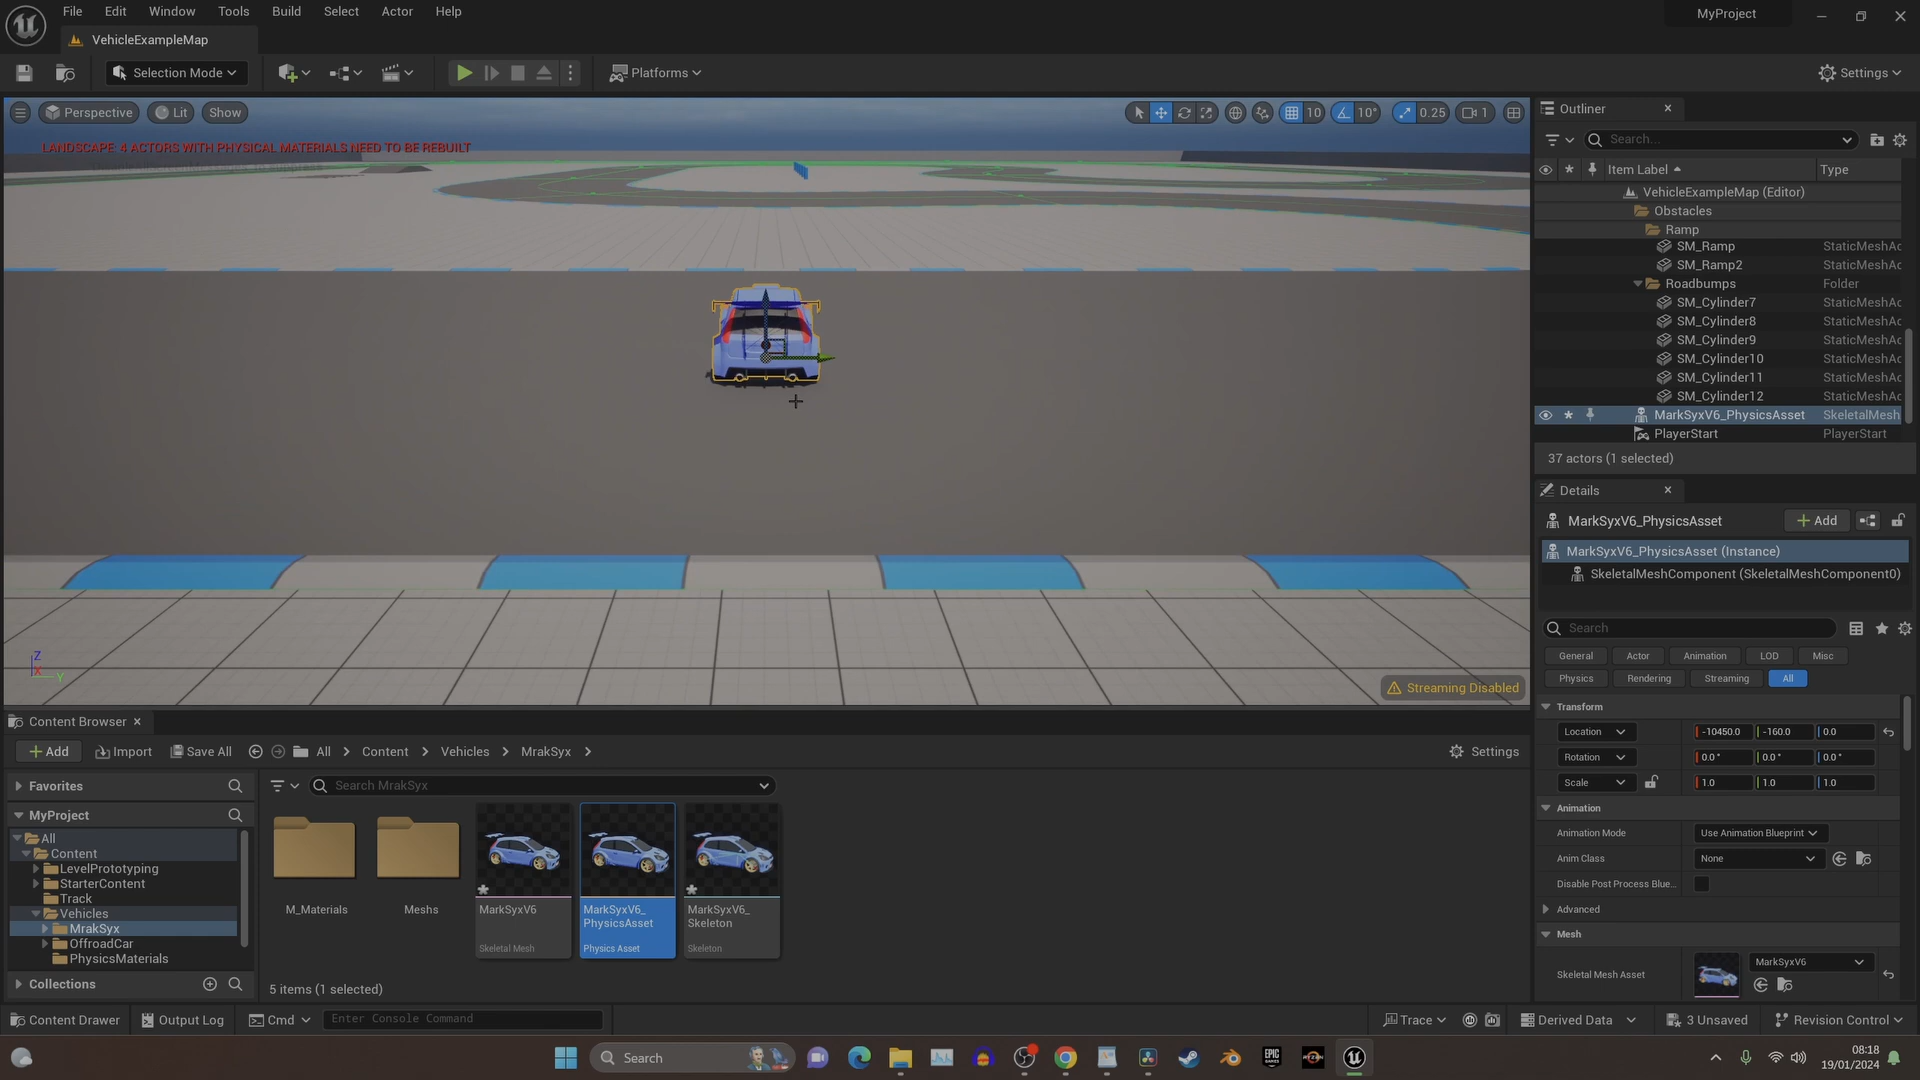 File Edit Window Tools Build Select Actor Help
MyProject
VehicleExampleMap
Selection Mode
Platforms
Settings
Perspective Lit Show
10 10° 0.25 1
LANDSCAPE: 4 ACTORS WITH PHYSICAL MATERIALS NEED TO BE REBUILT
Z
X
Y
Streaming Disabled
Outliner
Search...
Item Label Type
VehicleExampleMap (Editor)
Obstacles
Ramp
SM_Ramp StaticMeshAc
SM_Ramp2 StaticMeshAc
Roadbumps Folder
SM_Cylinder7 StaticMeshAc
SM_Cylinder8 StaticMeshAc
SM_Cylinder9 StaticMeshAc
SM_Cylinder10 StaticMeshAc
SM_Cylinder11 StaticMeshAc
SM_Cylinder12 StaticMeshAc
MarkSyxV6_PhysicsAsset SkeletalMesh
PlayerStart PlayerStart
37 actors (1 selected)
Details
MarkSyxV6_PhysicsAsset Add
MarkSyxV6_PhysicsAsset (Instance)
SkeletalMeshComponent (SkeletalMeshComponent0)
Search
General Actor Animation LOD Misc
Physics Rendering Streaming All
Transform
Location -10450.0 -160.0 0.0
Rotation 0.0° 0.0° 0.0°
Scale 1.0 1.0 1.0
Animation
Animation Mode Use Animation Blueprint
Anim Class None
Disable Post Process Blue...
Advanced
Mesh
Skeletal Mesh Asset MarkSyxV6
Content Browser
Add Import Save All All Content Vehicles MrakSyx
Settings
Favorites
MyProject
All
Content
LevelPrototyping
StarterContent
Track
Vehicles
MrakSyx
OffroadCar
PhysicsMaterials
Collections
Search MrakSyx
M_Materials
Meshs
MarkSyxV6
Skeletal Mesh
MarkSyxV6_
PhysicsAsset
Physics Asset
MarkSyxV6_
Skeleton
Skeleton
5 items (1 selected)
Content Drawer Output Log Cmd Enter Console Command
Trace Derived Data 3 Unsaved Revision Control
Search
EPIC
GAMES
RYZEN
08:18
19/01/2024